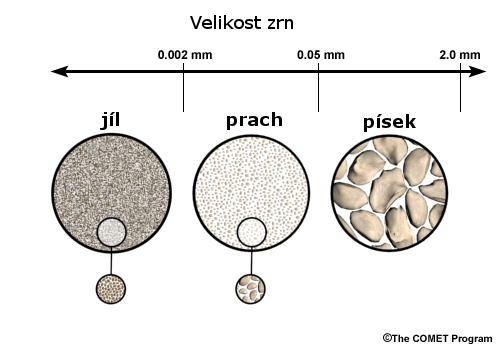 Velikost zrn
0.002 mm 0.05 mm 2.0 mm
jíl prach písek
©The COMET Program